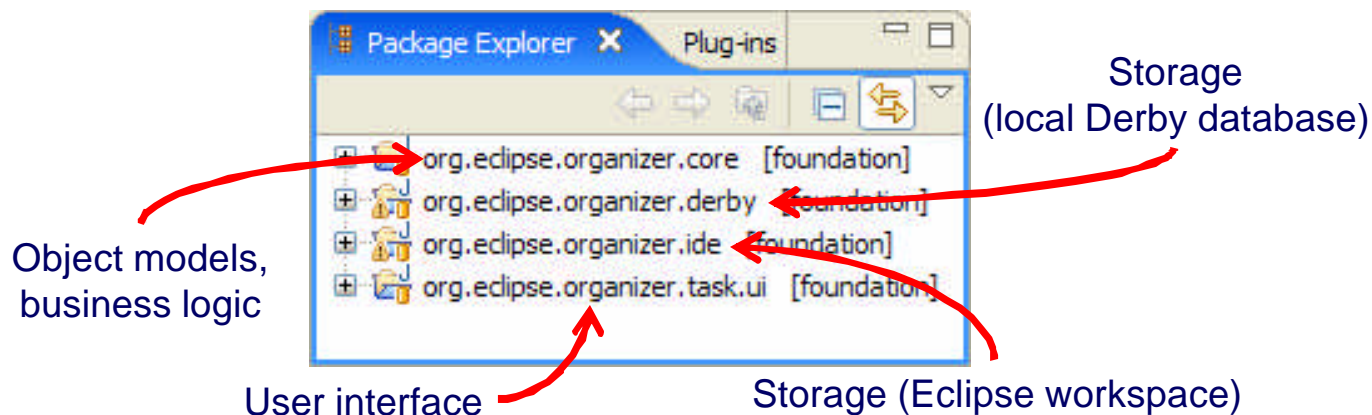 Package Explorer Plug-ins
Storage
(local Derby database)
org.eclipse.organizer.core [foundation]
org.eclipse.organizer.derby [foundation]
org.eclipse.organizer.ide [foundation]
org.eclipse.organizer.task.ui [foundation]
Object models,
business logic
User interface
Storage (Eclipse workspace)